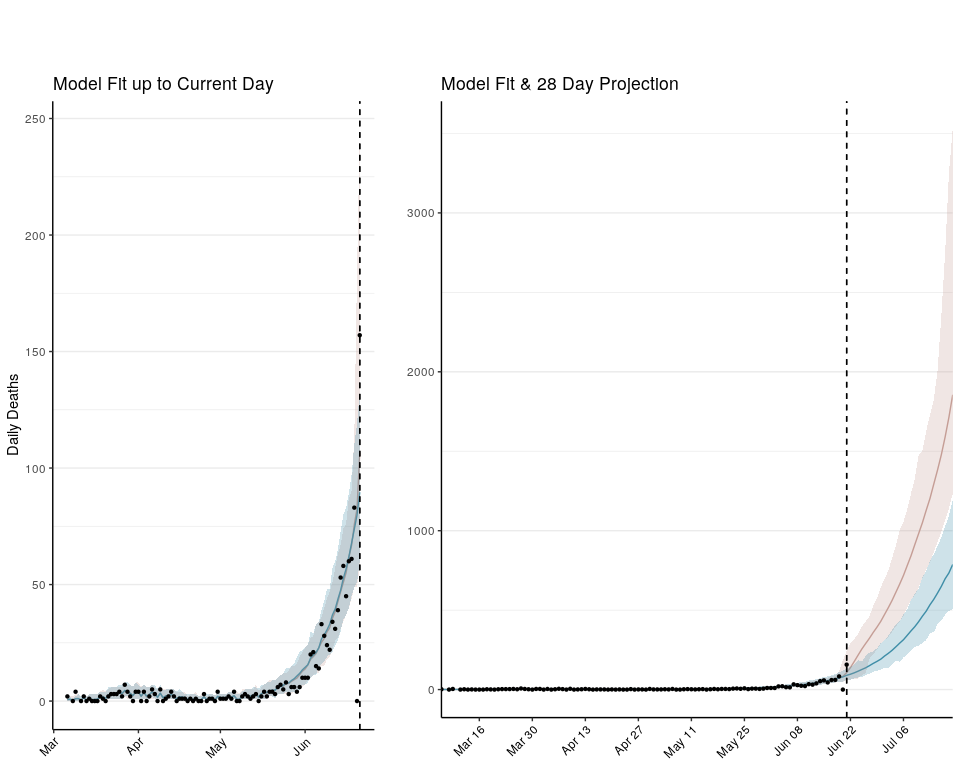 Model Fit up to Current Day
Daily Deaths
250
200
150
100
50
0
Mar
Apr
May
Jun
Model Fit & 28 Day Projection
3000
2000
1000
0
Mar 16
Mar 30
Apr 13
Apr 27
May 11
May 25
Jun 08
Jun 22
Jul 06